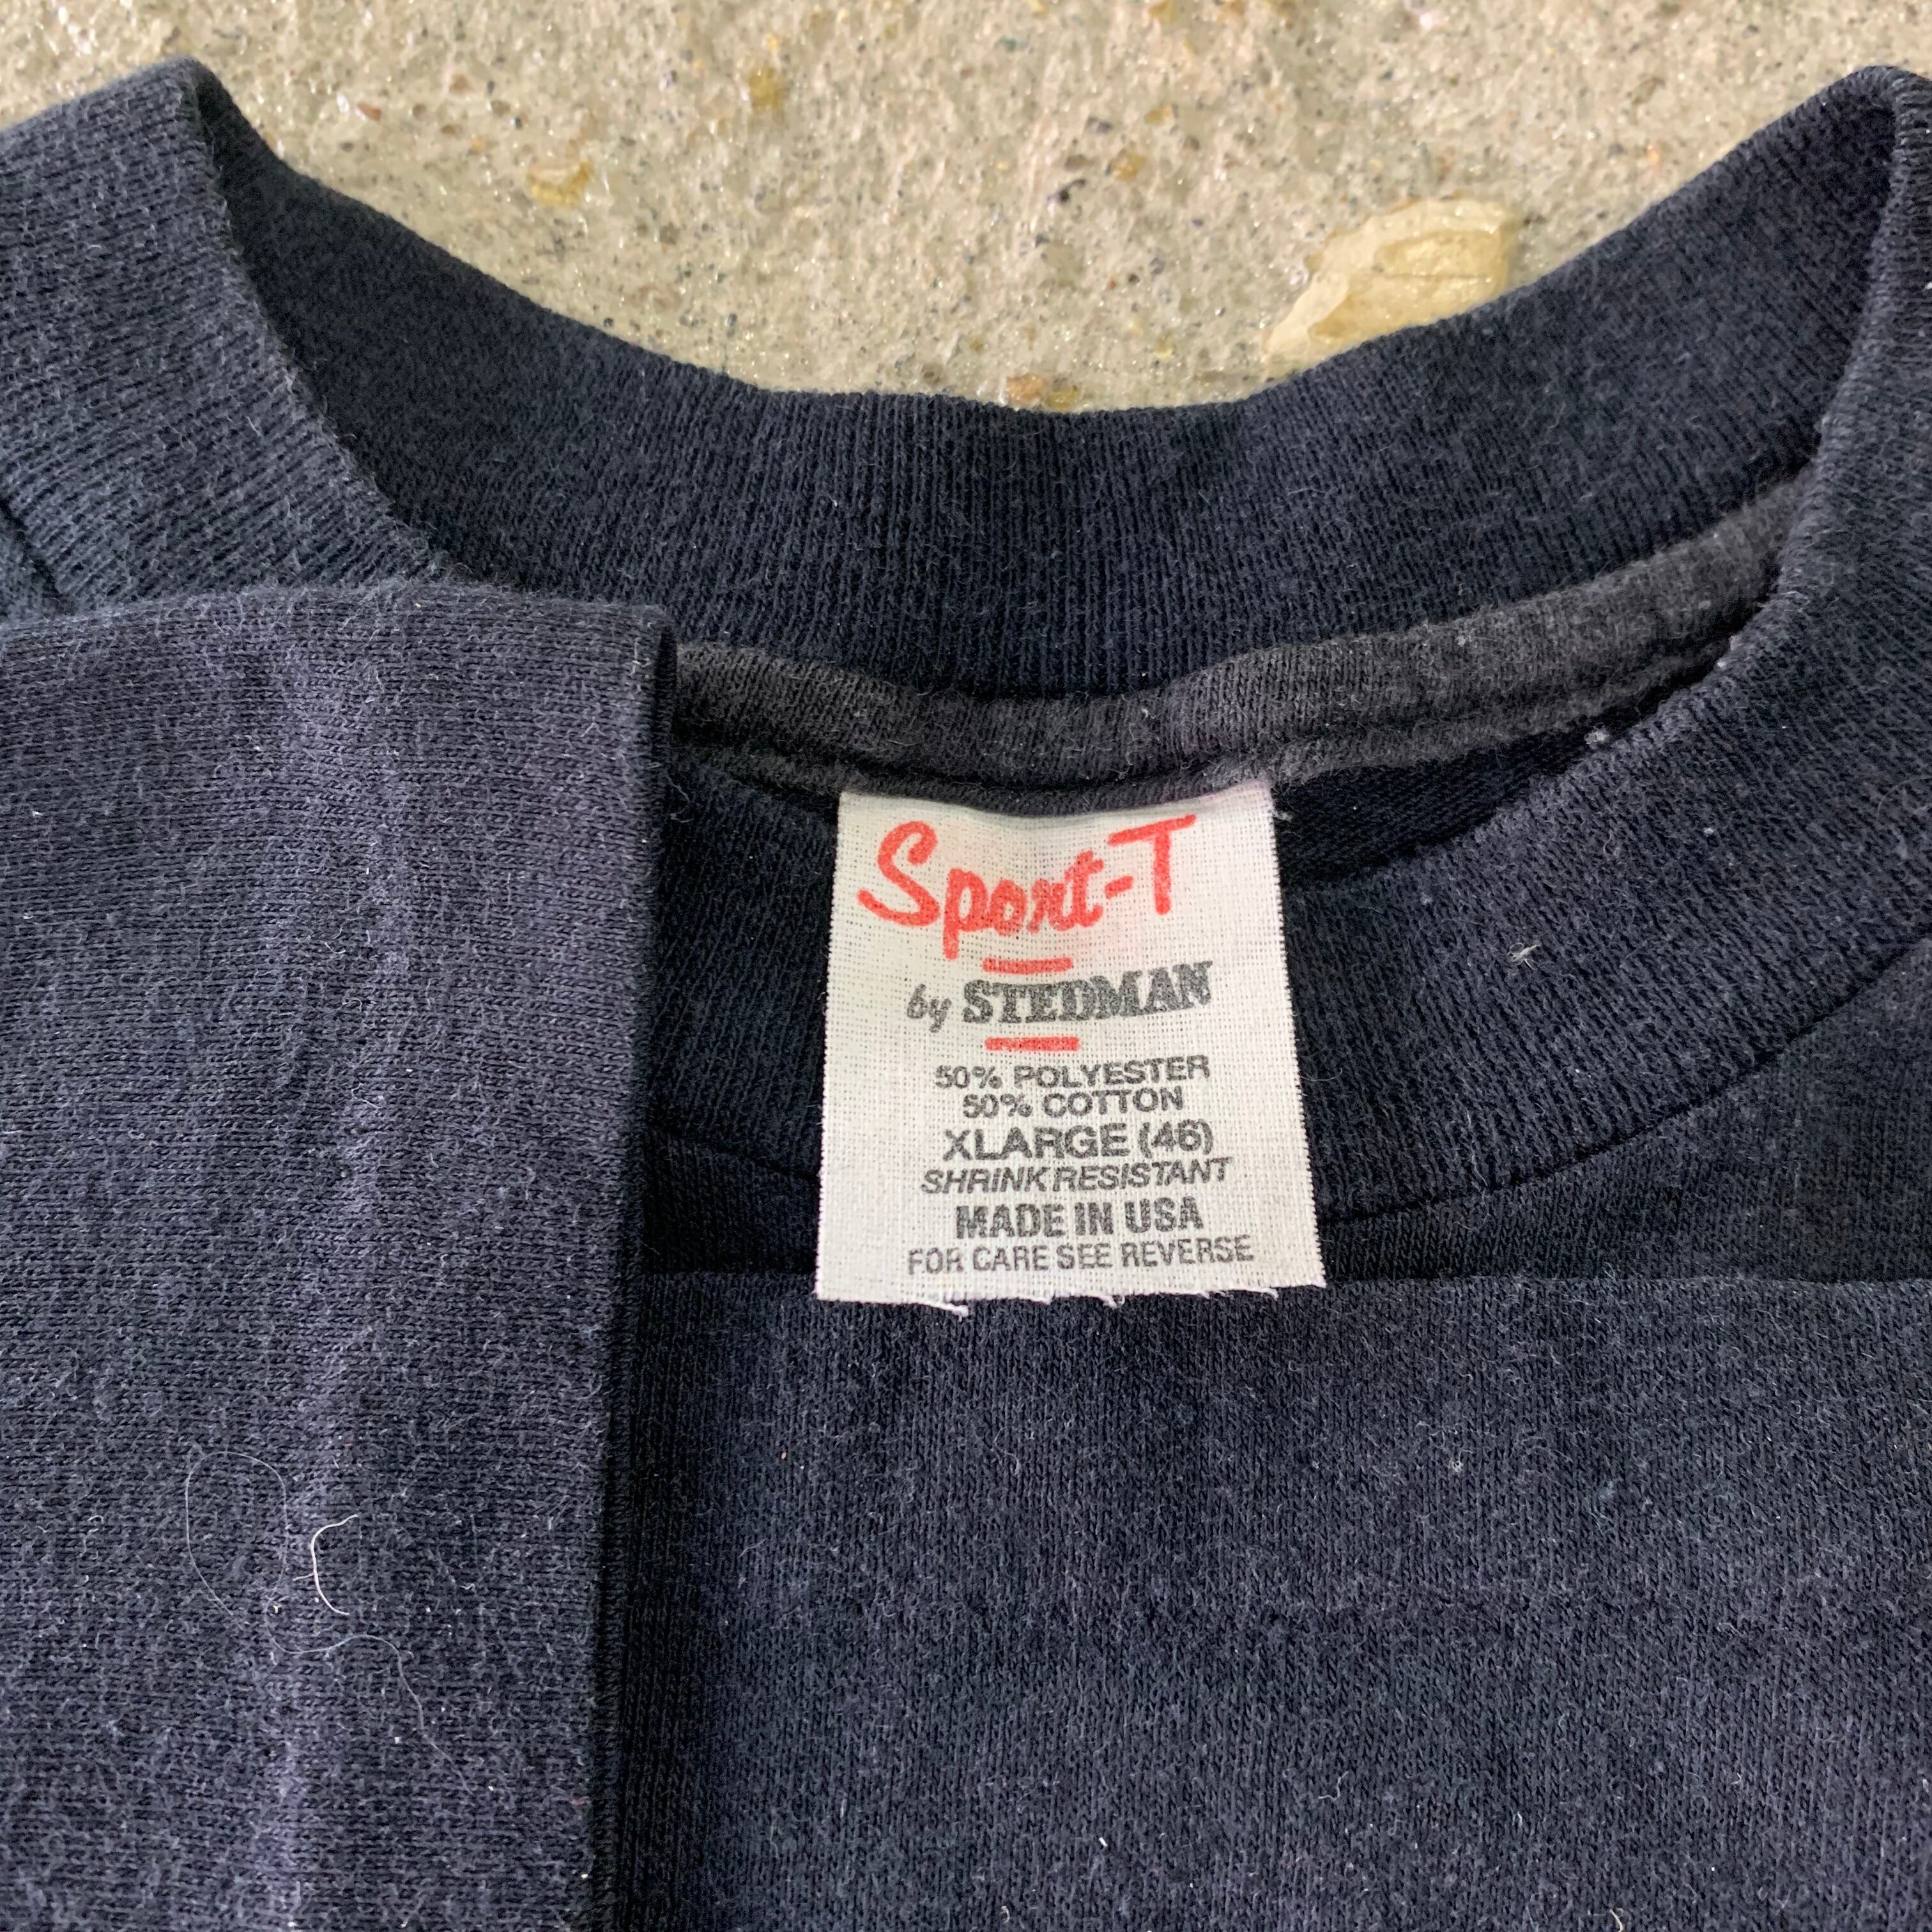 Sport-T
by STEDMAN
50% POLYESTER
50% COTTON
XLARGE (46)
SHRINK RESISTANT
MADE IN USA
FOR CARE SEE REVERSE